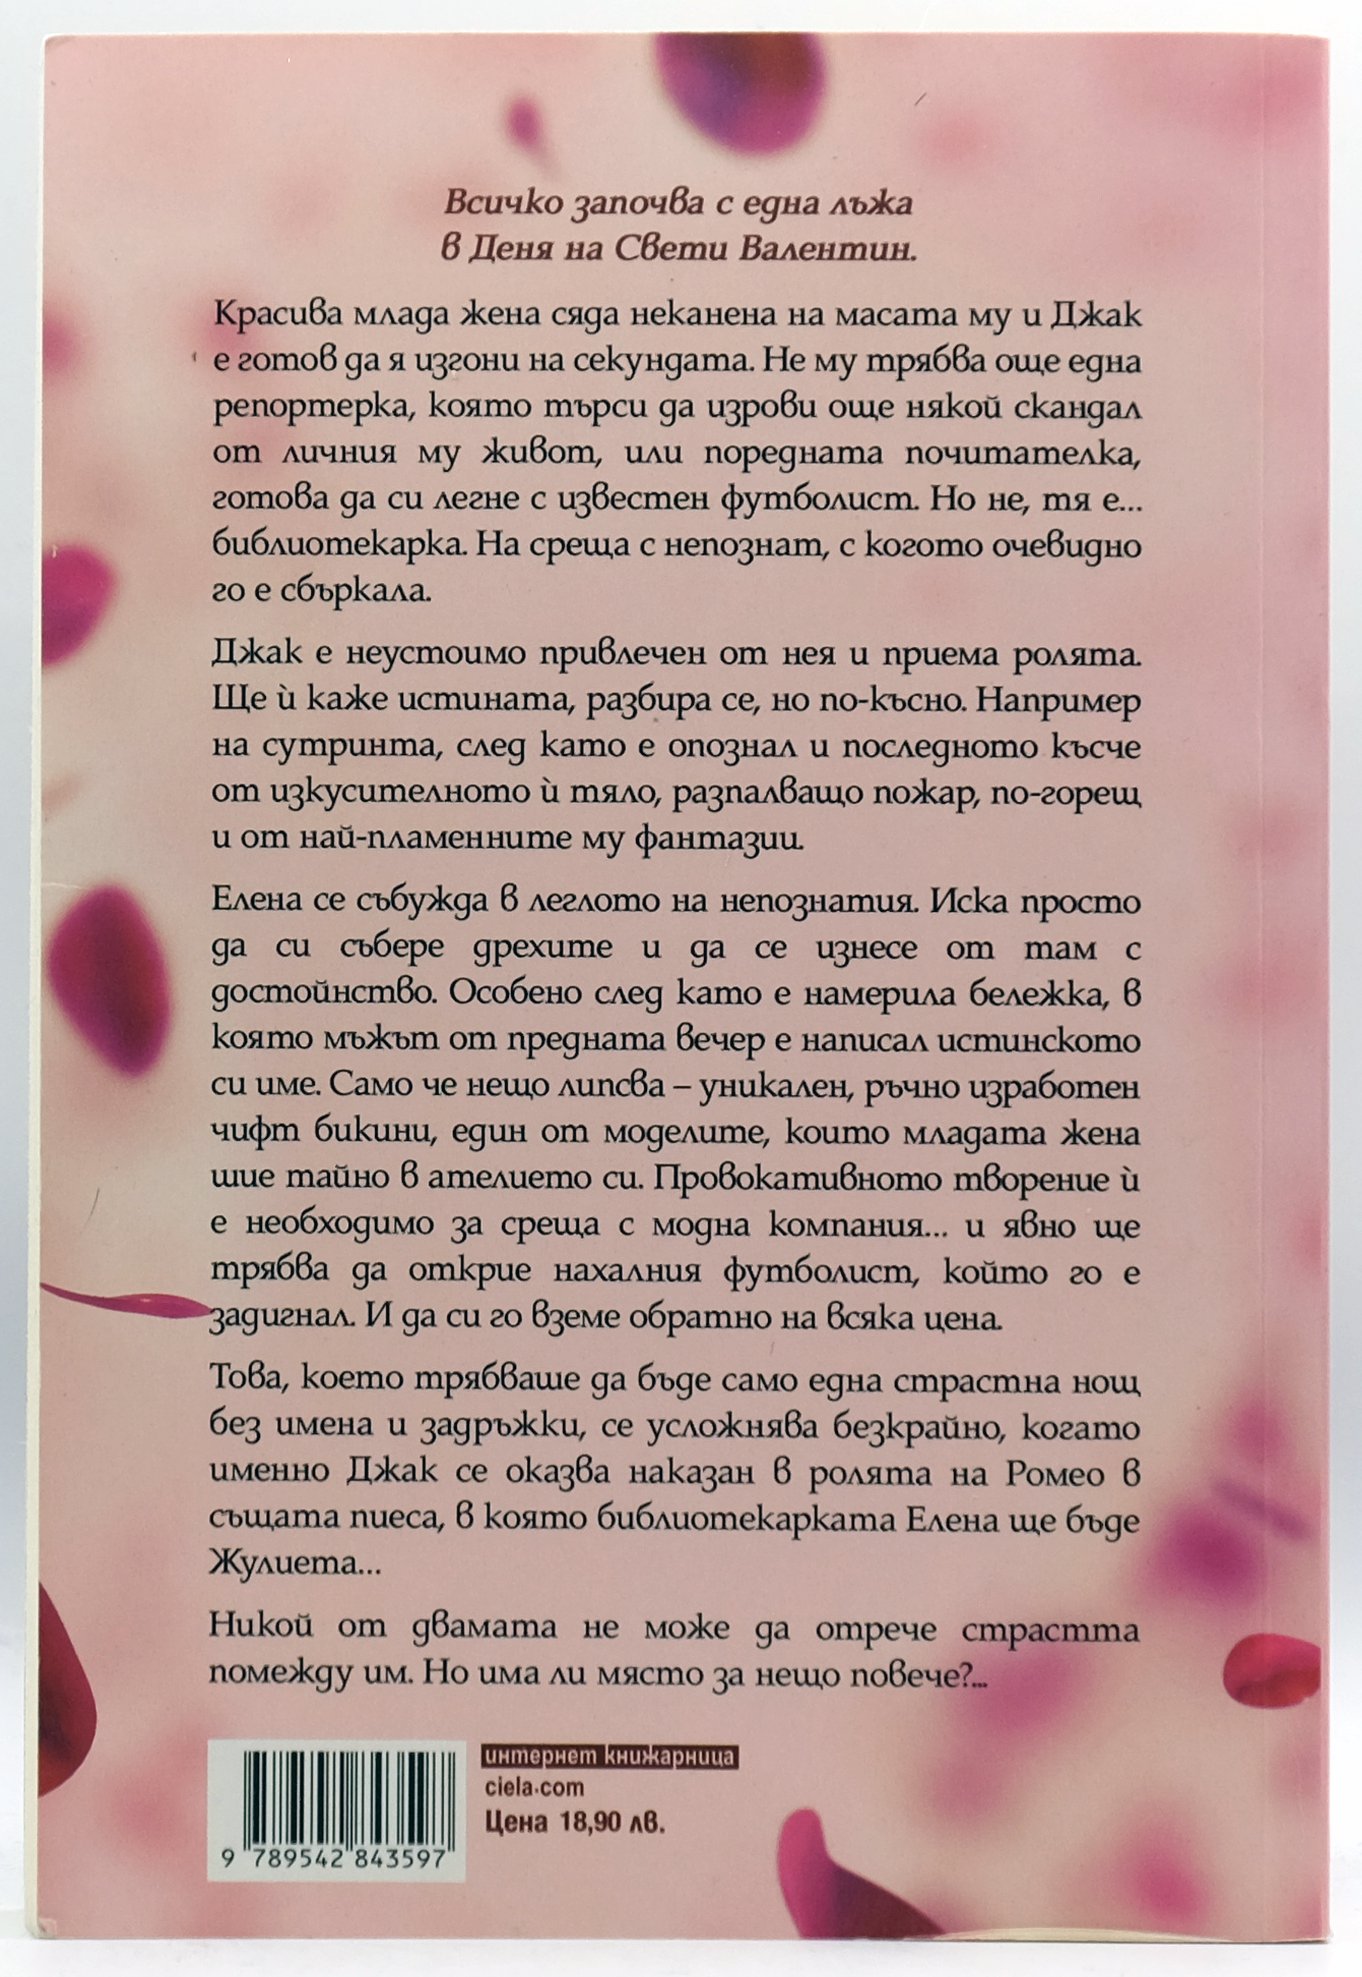 Всичко започва с една лъжа
в Деня на Свети Валентин.
Красива млада жена сяда неканена на масата му и Джак
е готов да я изгони на секундата. Не му трябва още една
репортерка, която търси да изрови още някой скандал
от личния му живот, или поредната почитателка,
готова да си легне с известен футболист. Но не, тя е...
библиотекарка. На среща с непознат, с когото очевидно
го е сбъркала.
Джак е неустоимо привлечен от нея и приема ролята.
Ще ѝ каже истината, разбира се, но по-късно. Например
на сутринта, след като е опознал и последното късче
от изкусителното ѝ тяло, разпалващо пожар, по-горещ
и от най-пламенните му фантазии.
Елена се събужда в леглото на непознатия. Иска просто
да си събере дрехите и да се изнесе от там с
достойнство. Особено след като е намерила бележка, в
която мъжът от предната вечер е написал истинското
си име. Само че нещо липсва – уникален, ръчно изработен
чифт бикини, един от моделите, които младата жена
шие тайно в ателието си. Провокативното творение ѝ
е необходимо за среща с модна компания... и явно ще
трябва да открие нахалния футболист, който го е
задигнал. И да си го вземе обратно на всяка цена.
Това, което трябваше да бъде само една страстна нощ
без имена и задръжки, се усложнява безкрайно, когато
именно Джак се оказва наказан в ролята на Ромео в
същата пиеса, в която библиотекарката Елена ще бъде
Жулиета...
Никой от двамата не може да отрече страстта
помежду им. Но има ли място за нещо повече?...
интернет книжарница
ciela.com
Цена 18,90 лв.
9 789542 843597